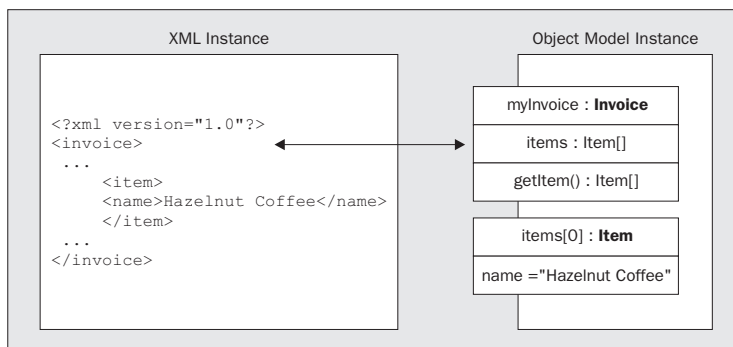 XML Instance
<?xml version="1.0"?>
<invoice>
...
<item>
<name>Hazelnut Coffee</name>
</item>
...
</invoice>
Object Model Instance
myInvoice : Invoice
items : Item[]
getItem() : Item[]
items[0] : Item
name ="Hazelnut Coffee"